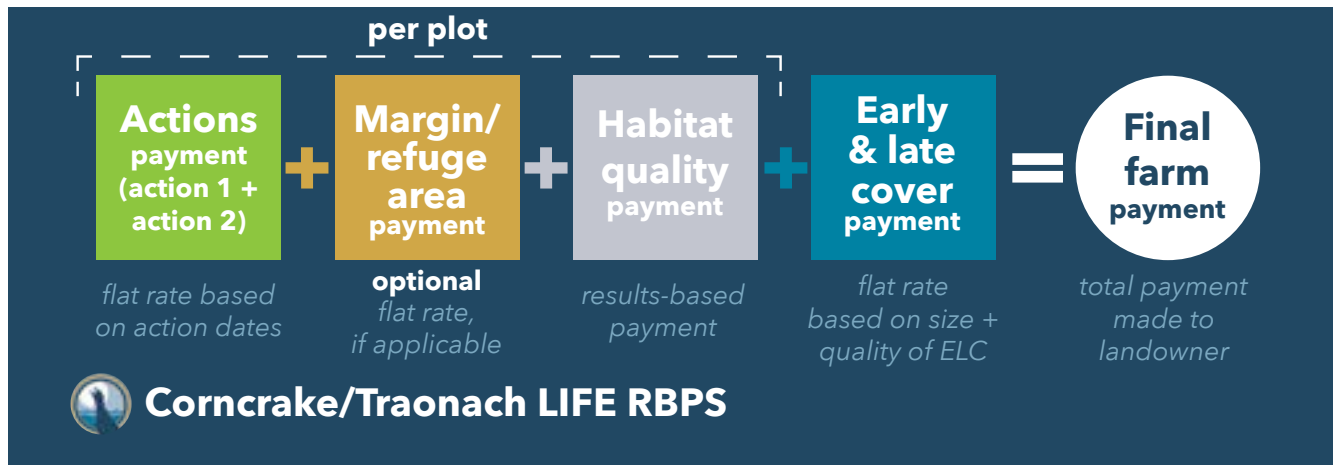 per plot
Actions
payment
(action 1 +
action 2)
+
Margin/
refuge
area
payment
+
Habitat
quality
payment
+
Early
& late
cover
payment
=
Final
farm
payment
flat rate based
on action dates
optional
flat rate,
if applicable
results-based
payment
flat rate
based on size +
quality of ELC
total payment
made to
landowner
Corncrake/Traonach LIFE RBPS